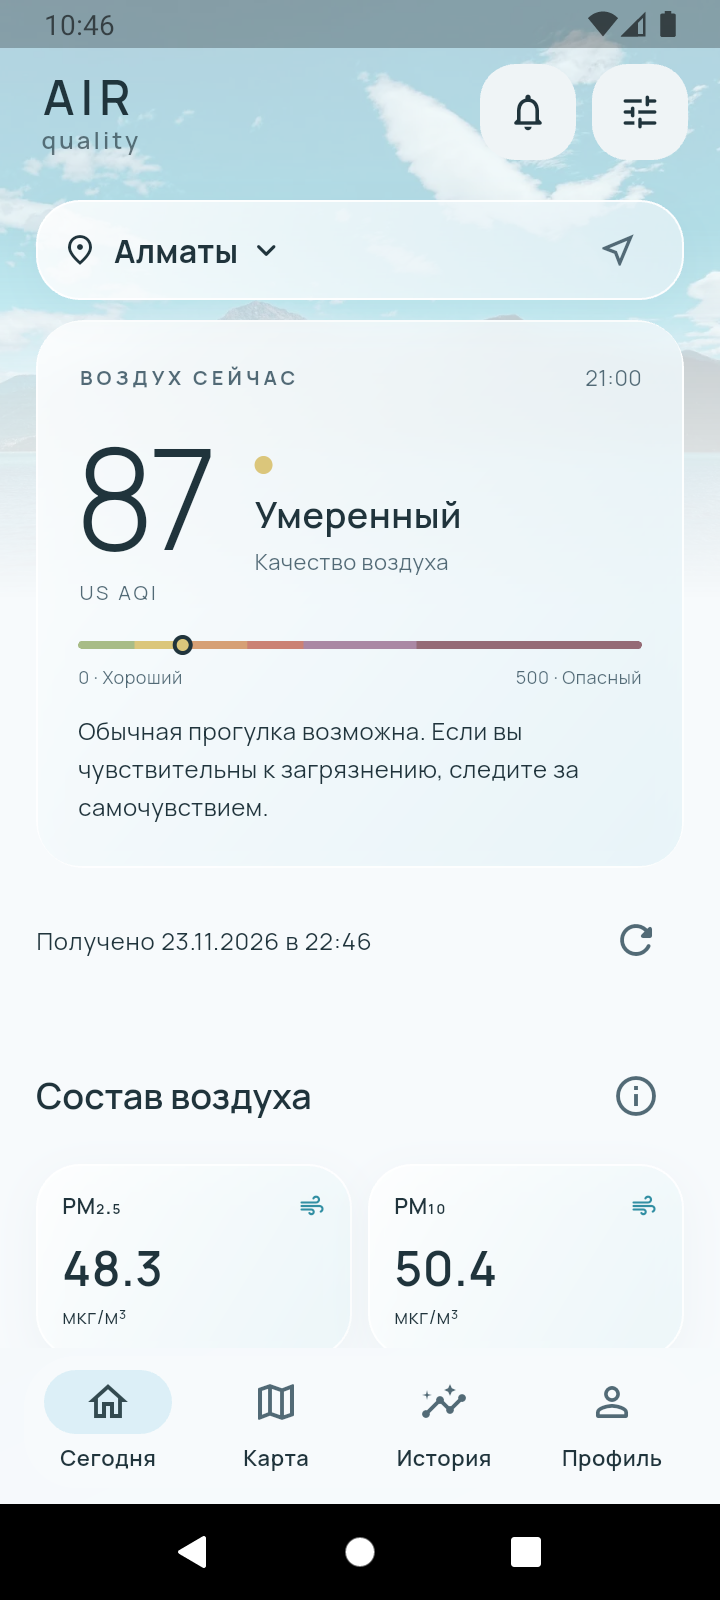 10:46
AIR
quality
Алматы
ВОЗДУХ СЕЙЧАС
21:00
87
Умеренный
Качество воздуха
US AQI
0 · Хороший
500 · Опасный
Обычная прогулка возможна. Если вы
чувствительны к загрязнению, следите за
самочувствием.
Получено 23.11.2026 в 22:46
Состав воздуха
PM₂.₅
PM₁₀
48.3
50.4
мкг/м³
мкг/м³
Сегодня
Карта
История
Профиль